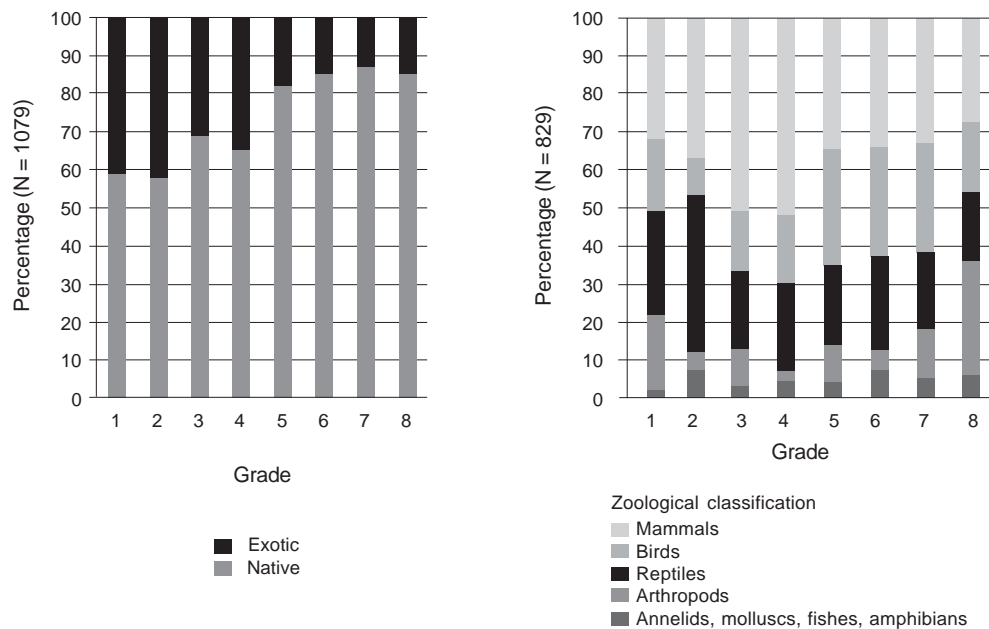 Percentage (N = 1079)
100
90
80
70
60
50
40
30
20
10
0
1 2 3 4 5 6 7 8
Grade
Exotic
Native
Percentage (N = 829)
100
90
80
70
60
50
40
30
20
10
0
1 2 3 4 5 6 7 8
Grade
Zoological classification
Mammals
Birds
Reptiles
Arthropods
Annelids, molluscs, fishes, amphibians